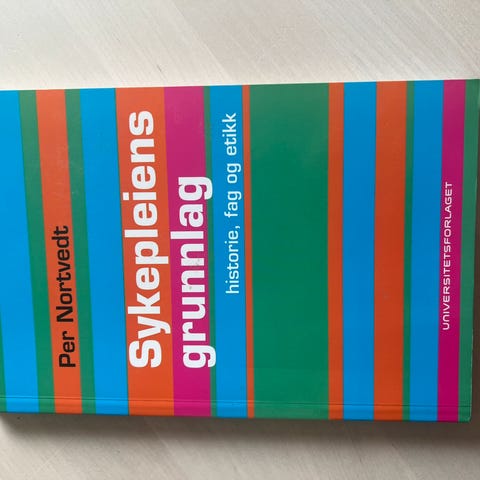 Per Nortvedt
Sykepleiens
grunnlag
historie, fag og etikk
UNIVERSITETSFORLAGET